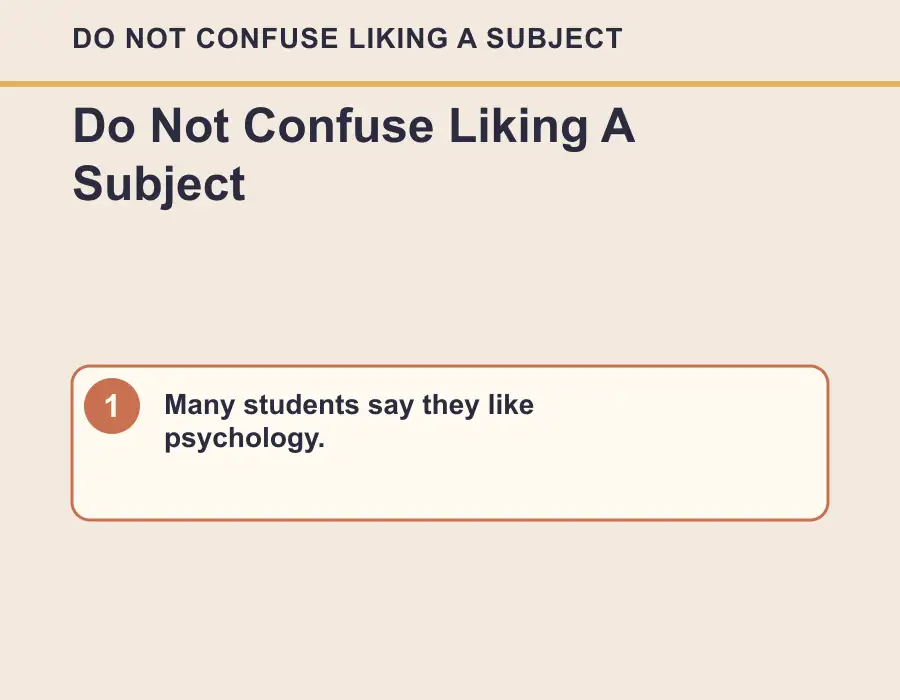 DO NOT CONFUSE LIKING A SUBJECT
Do Not Confuse Liking A
Subject
1
Many students say they like
psychology.